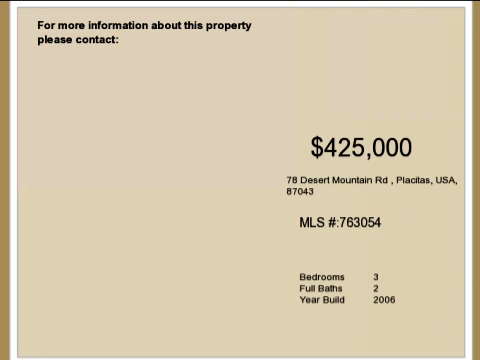 For more information about this property
please contact:
$425,000
78 Desert Mountain Rd , Placitas, USA,
87043
MLS #:763054
Bedrooms 3
Full Baths 2
Year Build 2006